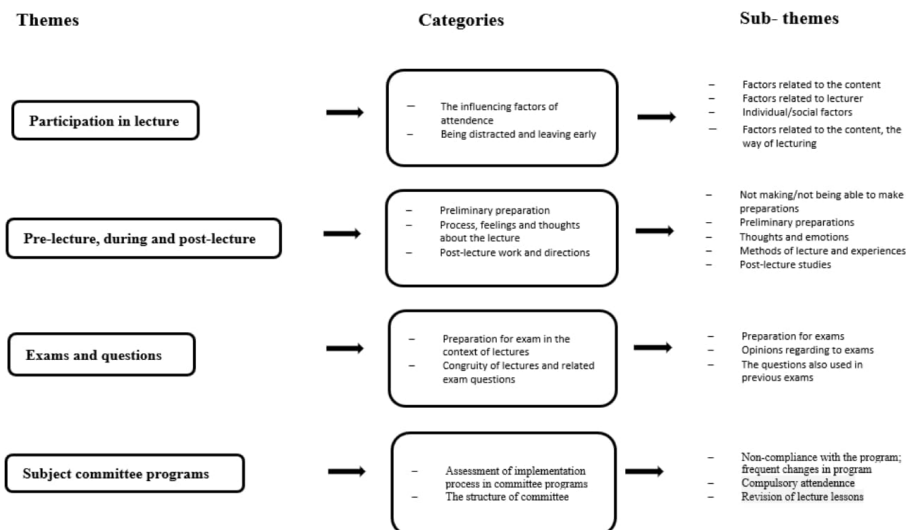 Themes
Categories
Sub- themes
Participation in lecture
– The influencing factors of
attendence
– Being distracted and leaving early
– Factors related to the content
– Factors related to lecturer
– Individual/social factors
– Factors related to the content, the
way of lecturing
Pre-lecture, during and post-lecture
– Preliminary preparation
– Process, feelings and thoughts
about the lecture
– Post-lecture work and directions
– Not making/not being able to make
preparations
– Preliminary preparations
– Thoughts and emotions
– Methods of lecture and experiences
– Post-lecture studies
Exams and questions
– Preparation for exam in the
context of lectures
– Congruity of lectures and related
exam questions
– Preparation for exams
– Opinions regarding to exams
– The questions also used in
previous exams
Subject committee programs
– Assessment of implementation
process in committee programs
– The structure of committee
– Non-compliance with the program;
frequent changes in program
– Compulsory attendennce
– Revision of lecture lessons